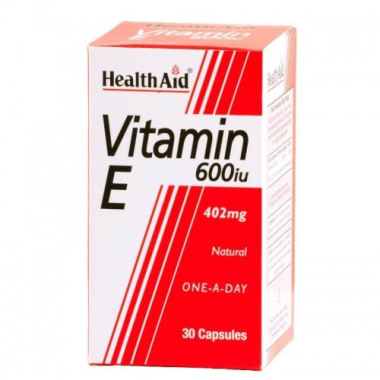 HealthAid®
Vitamin
E 600iu
402mg
Natural
ONE-A-DAY
30 Capsules